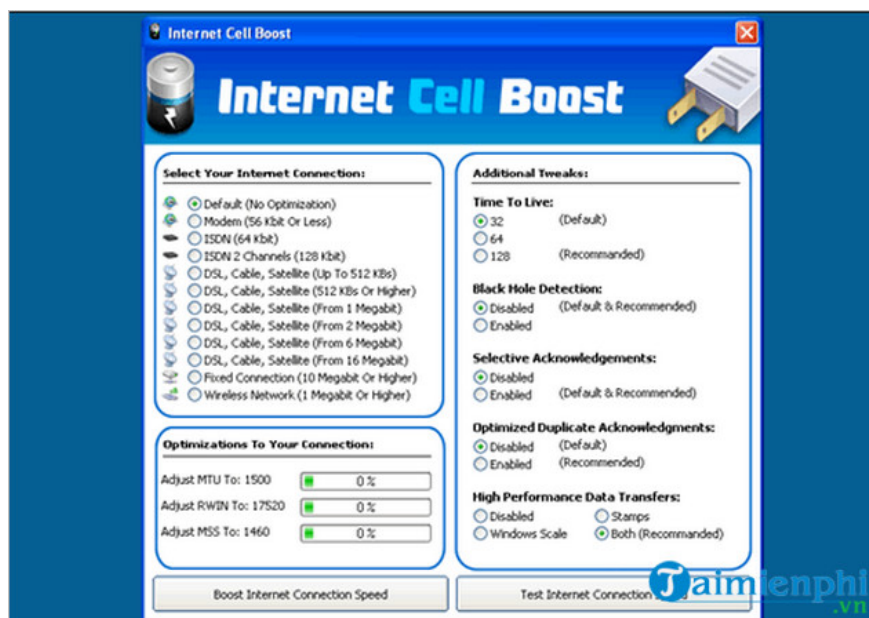 Internet Cell Boost
Internet Cell Boost
Select Your Internet Connection:
Default (No Optimization)
Modem (56 Kbit Or Less)
ISDN (64 Kbit)
ISDN 2 Channels (128 Kbit)
DSL, Cable, Satellite (Up To 512 KBs)
DSL, Cable, Satellite (512 KBs Or Higher)
DSL, Cable, Satellite (From 1 Megabit)
DSL, Cable, Satellite (From 2 Megabit)
DSL, Cable, Satellite (From 6 Megabit)
DSL, Cable, Satellite (From 16 Megabit)
Fixed Connection (10 Megabit Or Higher)
Wireless Network (1 Megabit Or Higher)
Optimizations To Your Connection:
Adjust MTU To: 1500 0 %
Adjust RWIN To: 17520 0 %
Adjust MSS To: 1460 0 %
Boost Internet Connection Speed
Additional Tweaks:
Time To Live:
32 (Default)
64
128 (Recommanded)
Black Hole Detection:
Disabled (Default & Recommended)
Enabled
Selective Acknowledgements:
Disabled
Enabled (Default & Recommended)
Optimized Duplicate Acknowledgments:
Disabled (Default)
Enabled (Recommended)
High Performance Data Transfers:
Disabled Stamps
Windows Scale Both (Recommanded)
Test Internet Connection
Taimienphi
.vn